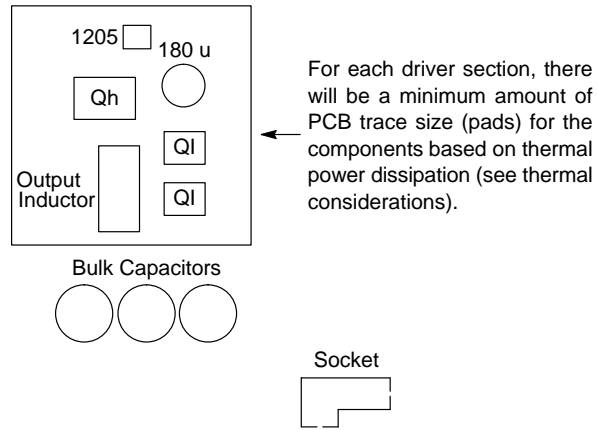 1205
180 u
Qh
Ql
Ql
Output
Inductor
For each driver section, there
will be a minimum amount of
PCB trace size (pads) for the
components based on thermal
power dissipation (see thermal
considerations).
Bulk Capacitors
Socket